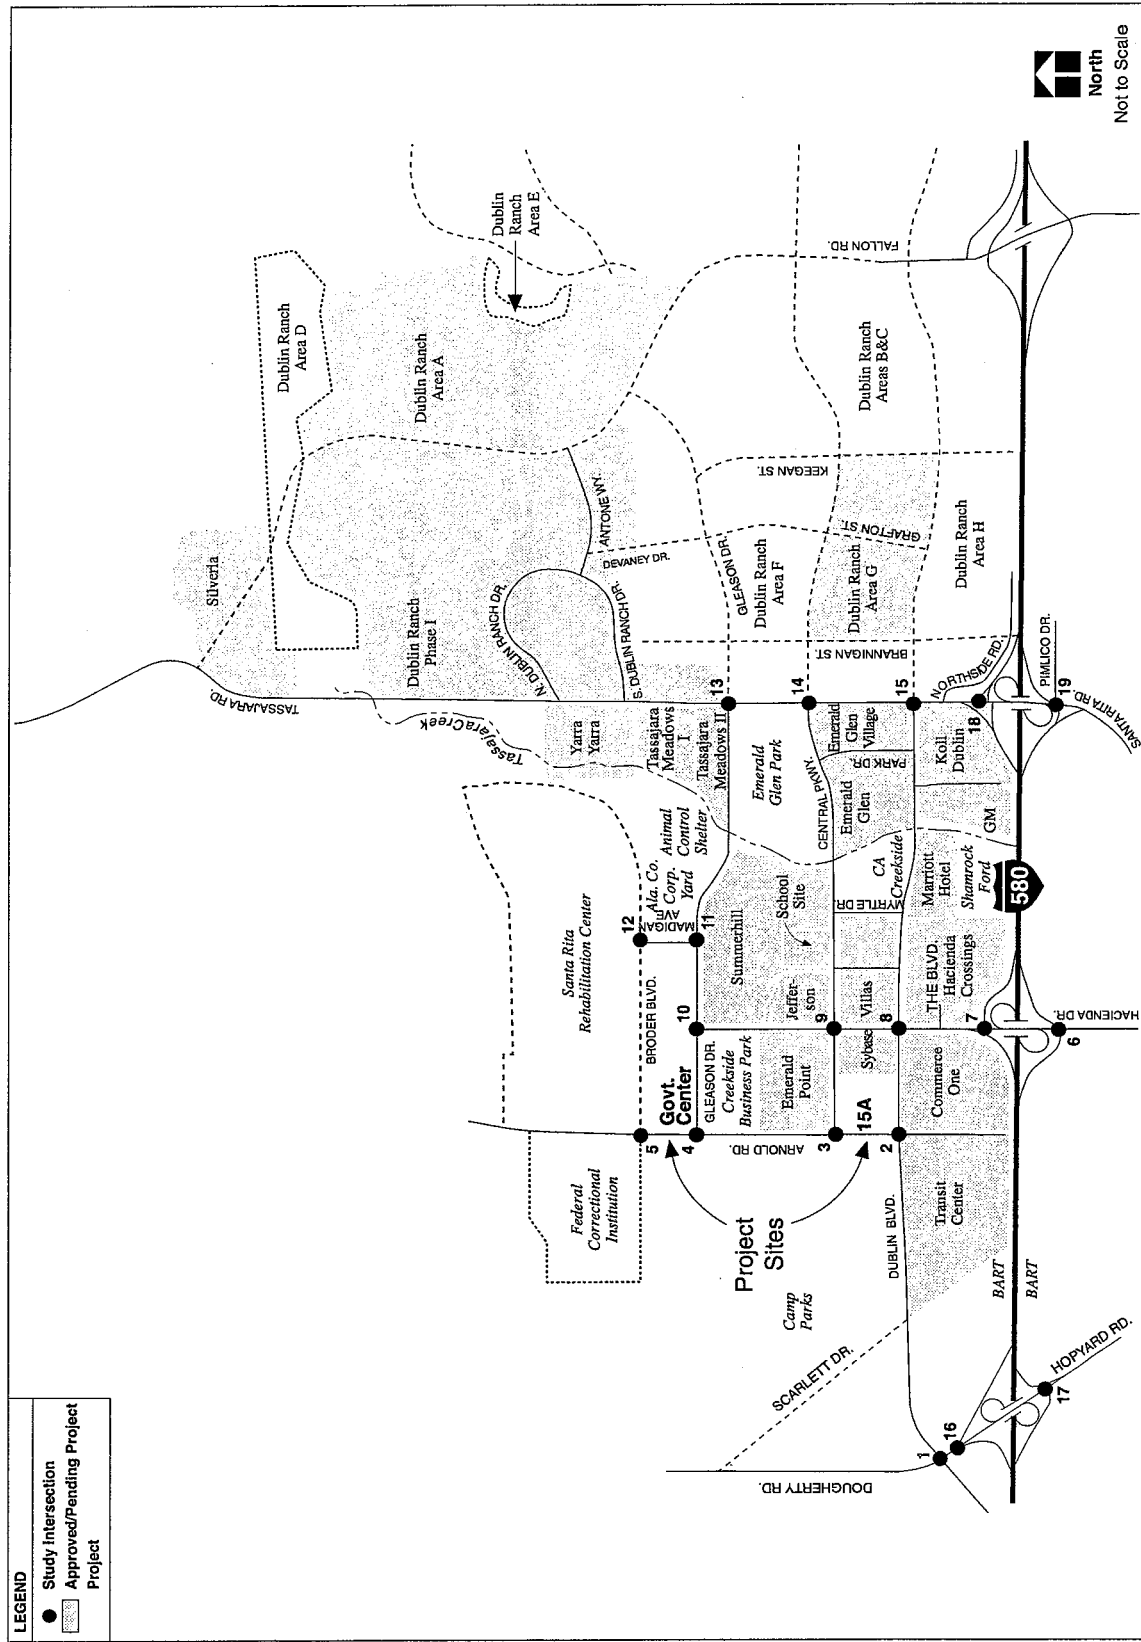 LEGEND
Study Intersection
Approved/Pending Project
Project
North
Not to Scale
Silveria
Dublin Ranch
Area D
Dublin Ranch
Area A
Dublin
Ranch
Area E
Dublin Ranch
Phase I
TASSAJARA RD.
Tassajara Creek
N. DUBLIN RANCH DR.
S. DUBLIN RANCH DR.
ANTONE WY.
DEVANEY DR.
Yarra
Yarra
Tassajara
Meadows
I
Tassajara
Meadows II
Santa Rita
Rehabilitation Center
Federal
Correctional
Institution
BRODER BLVD.
MADIGAN
AVE.
Ala. Co.
Corp.
Yard
Animal
Control
Shelter
5
12
Govt.
Center
4
10
11
13
GLEASON DR.
GLEASON DR.
Creekside
Business Park
Summerhill
Emerald
Glen Park
Dublin Ranch
Area F
KEEGAN ST.
FALLON RD.
Project
Sites
ARNOLD RD.
Emerald
Point
Jeffer-
son
School
Site
CENTRAL PKWY.
14
3
9
15A
Sybase
Villas
MYRTLE DR.
CA
Creekside
Emerald
Glen
PARK DR.
Emerald
Glen
Village
BRANNIGAN ST.
Dublin Ranch
Area G
GRAFTON ST.
Dublin Ranch
Areas B&C
Camp
Parks
SCARLETT DR.
DUBLIN BLVD.
2
8
15
Transit
Center
Commerce
One
THE BLVD.
Hacienda
Crossings
Marriott
Hotel
Shamrock
Ford
GM
Koll
Dublin
NORTHSIDE RD.
Dublin Ranch
Area H
DOUGHERTY RD.
1
16
7
18
BART
BART
580
17
HOPYARD RD.
6
HACIENDA DR.
19
PIMLICO DR.
SANTA RITA RD.